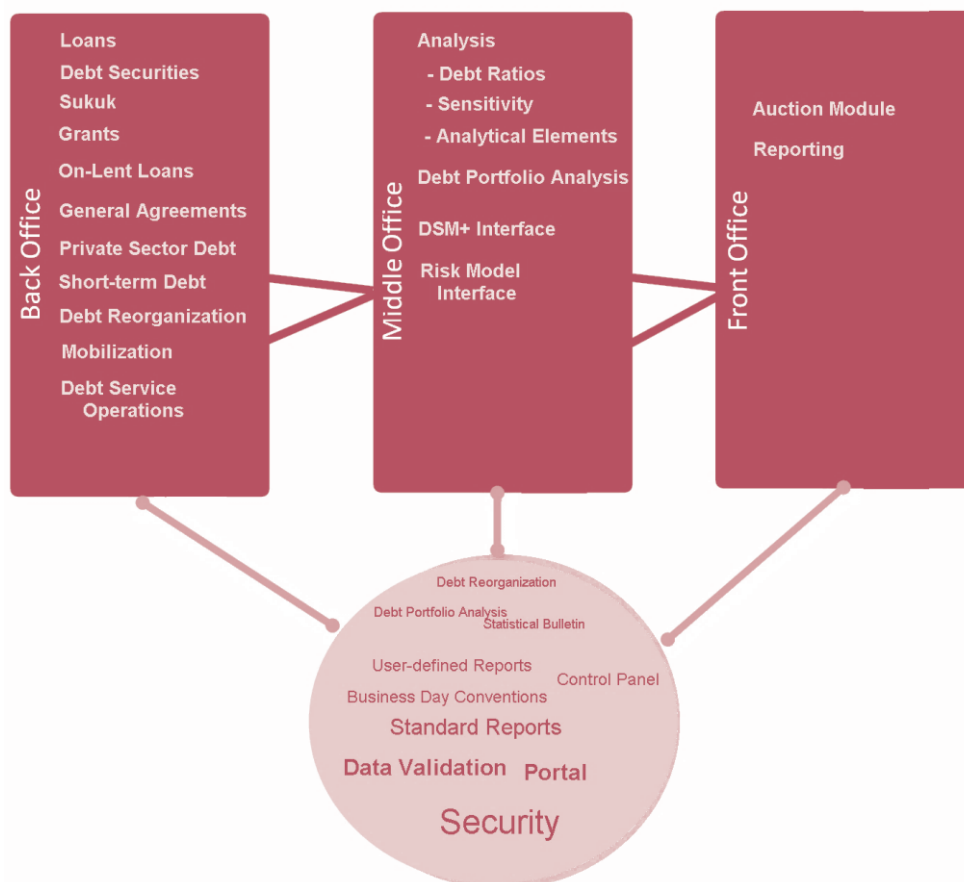 Back Office
Loans
Debt Securities
Sukuk
Grants
On-Lent Loans
General Agreements
Private Sector Debt
Short-term Debt
Debt Reorganization
Mobilization
Debt Service
Operations
Middle Office
Analysis
- Debt Ratios
- Sensitivity
- Analytical Elements
Debt Portfolio Analysis
DSM+ Interface
Risk Model
Interface
Front Office
Auction Module
Reporting
Debt Reorganization
Debt Portfolio Analysis
Statistical Bulletin
User-defined Reports
Control Panel
Business Day Conventions
Standard Reports
Data Validation
Portal
Security